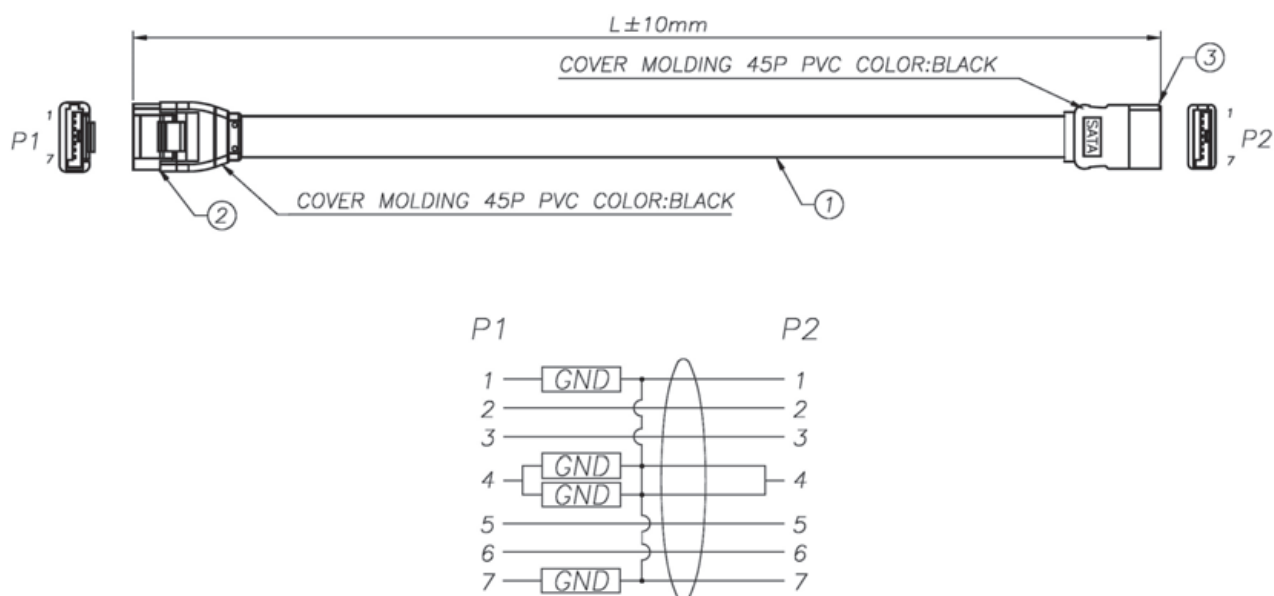 L±10mm
COVER MOLDING 45P PVC COLOR:BLACK
3
1
P1
7
SATA
1
P2
7
COVER MOLDING 45P PVC COLOR:BLACK
2
1
P1 P2
1 GND 1
2 2
3 3
GND
4 4
GND
5 5
6 6
7 GND 7